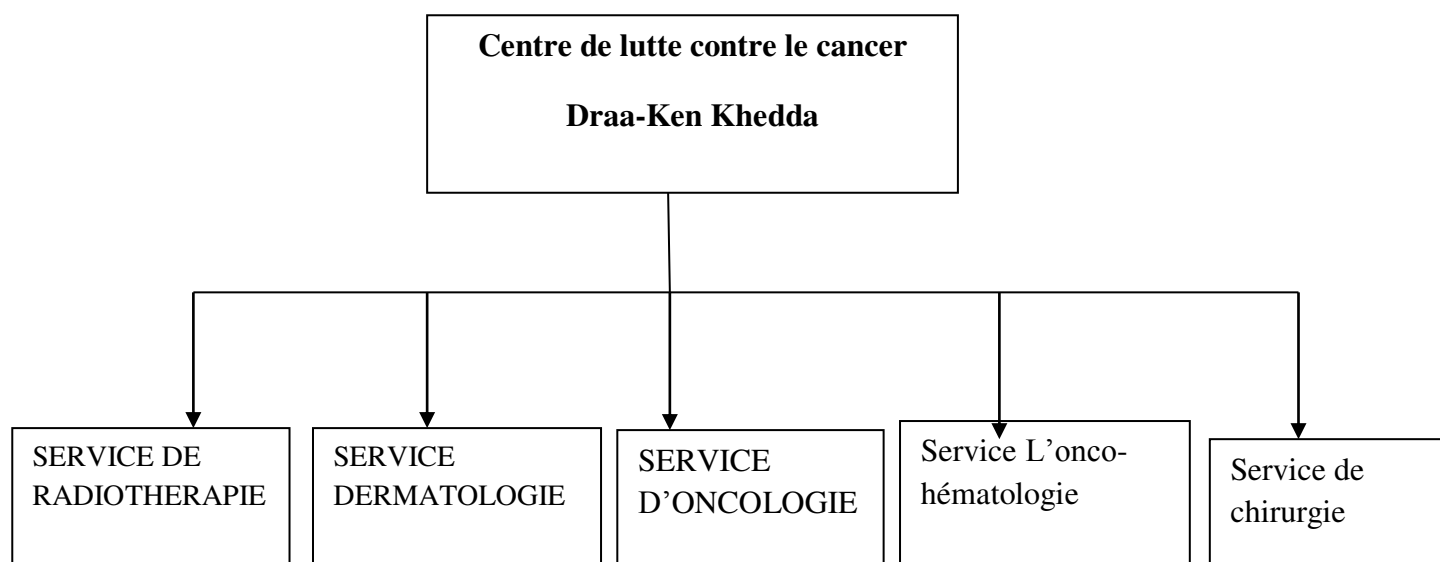 Centre de lutte contre le cancer
Draa-Ken Khedda
SERVICE DE
RADIOTHERAPIE
SERVICE
DERMATOLOGIE
SERVICE
D’ONCOLOGIE
Service L’onco-
hématologie
Service de
chirurgie